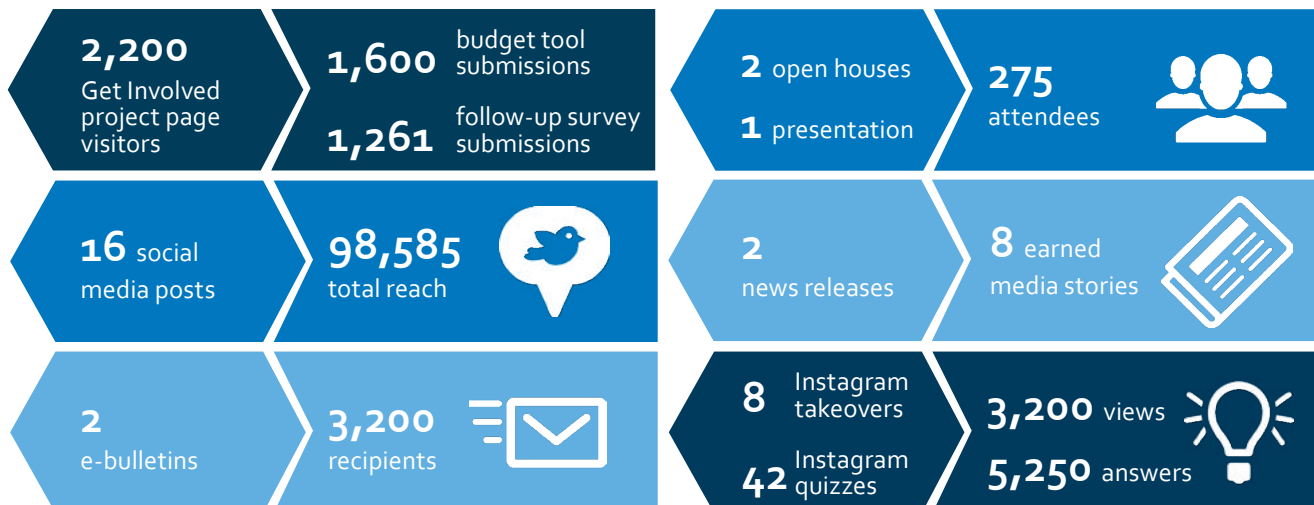 2,200
Get Involved
project page
visitors
1,600 budget tool
submissions
1,261 follow-up survey
submissions
2 open houses
1 presentation
275
attendees
16 social
media posts
98,585
total reach
2
news releases
8 earned
media stories
2
e-bulletins
3,200
recipients
8 Instagram
takeovers
42 Instagram
quizzes
3,200 views
5,250 answers